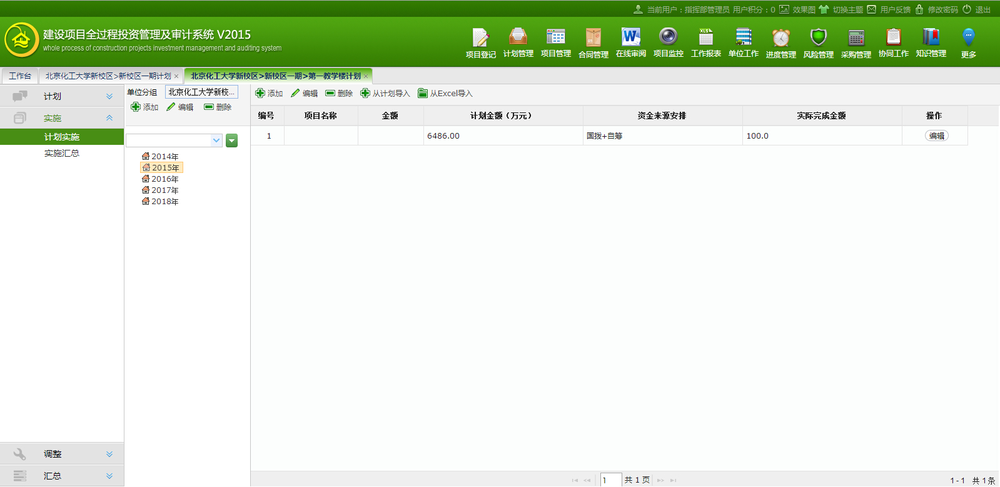 当前用户：指挥部管理员 用户积分：0 效果图 切换主题 用户反馈 修改密码 退出
建设项目全过程投资管理及审计系统 V2015
whole process of construction projects investment management and auditing system
项目登记 计划管理 项目管理 合同管理 在线审阅 项目监控 工作报表 单位工作 进度管理 风险管理 采购管理 协同工作 知识管理 更多
工作台 北京化工大学新校区>新校区一期计划 × 北京化工大学新校区>新校区一期>第一教学楼计划 ×
计划
实施
计划实施
实施汇总
调整
汇总
单位分组 北京化工大学新校...
添加 编辑 删除
2014年
2015年
2016年
2017年
2018年
添加 编辑 删除 从计划导入 从Excel导入
编号 项目名称 金额 计划金额（万元） 资金来源安排 实际完成金额 操作
1 6486.00 国拨+自筹 100.0 编辑
1 共 1 页
1 - 1 共 1 条